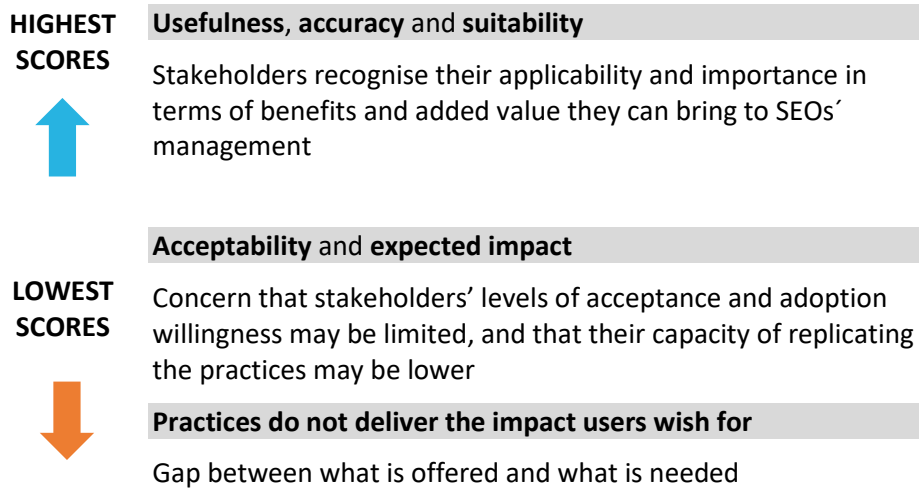 HIGHEST
SCORES
Usefulness, accuracy and suitability
Stakeholders recognise their applicability and importance in
terms of benefits and added value they can bring to SEOs´
management
Acceptability and expected impact
LOWEST
SCORES
Concern that stakeholders’ levels of acceptance and adoption
willingness may be limited, and that their capacity of replicating
the practices may be lower
Practices do not deliver the impact users wish for
Gap between what is offered and what is needed